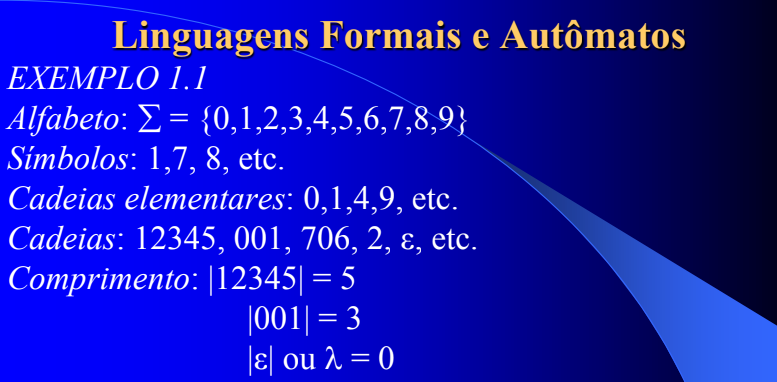 Linguagens Formais e Autômatos
EXEMPLO 1.1
Alfabeto: ∑ = {0,1,2,3,4,5,6,7,8,9}
Símbolos: 1,7, 8, etc.
Cadeias elementares: 0,1,4,9, etc.
Cadeias: 12345, 001, 706, 2, ε, etc.
Comprimento: |12345| = 5
|001| = 3
|ε| ou λ = 0